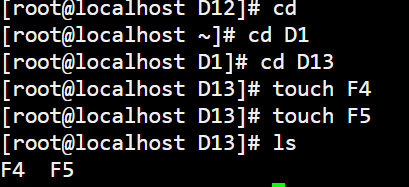 [root@localhost D12]# cd
[root@localhost ~]# cd D1
[root@localhost D1]# cd D13
[root@localhost D13]# touch F4
[root@localhost D13]# touch F5
[root@localhost D13]# ls
F4  F5